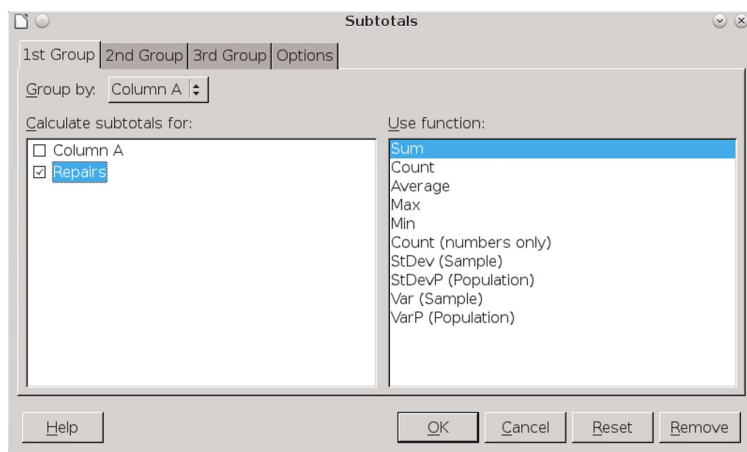 Subtotals
1st Group 2nd Group 3rd Group Options
Group by: Column A
Calculate subtotals for:
Column A
Repairs
Use function:
Sum
Count
Average
Max
Min
Count (numbers only)
StDev (Sample)
StDevP (Population)
Var (Sample)
VarP (Population)
Help OK Cancel Reset Remove